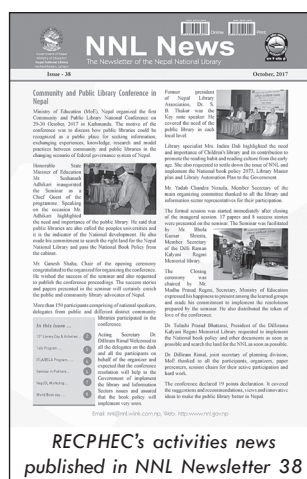 NNL News
The Newsletter of the Nepal National Library
Issue - 38
October, 2017
Community and Public Library Conference in
Nepal
Ministry of Education (MoE), Nepal organized the first
Community and Public Library National Conference on
29-30 October, 2017 in Kathmandu. The motive of the
conference was to discuss how public libraries could be
recognized as a public place for seeking information,
exchanging experiences, knowledge, research and model
practices between community and public libraries in the
changing scenario of federal governance system of Nepal.
Honorable State
Minister of Education
Mr.
Adhikari inaugurated
the Seminar as a
Chief Guest of the
programme. Speaking
on the occasion Mr.
Adhikari highlighted
the need and importance of the public library. He said that
public libraries are also called the peoples universities and
it is the indicator of the National development. He also
made his commitment to search the right land for the Nepal
National Library and pass the National Book Policy from
the cabinet.
Mr Ganesh Shaha, Chair of the opening ceremony
congratulated to the organiser for organising the conference.
He wished the success of the seminar and also requested
to publish the conference proceedings. The success stories
and papers presented in the seminar will certainly enrich
the public and community library advocates of Nepal.
More than 150 participants comprising of national speakers,
delegates from public and different district community
libraries participated in the
conference.
Acting Secretary Dr.
Dilliram Rimal Welcomed to
all the delegates on the dash
and all the participants on
behalf of the organizer and
expected that the conference
resolution will help to the
Government of implement
the library and Information
Sectors issues and assured
that the book policy will
implement very soon.
In this issue ...
Former president
of Nepal Library
Association, Dr. S.
B. Thakur was the
Key note speaker. He
covered the need of the
public library in each
local level.
Library specialist Mrs. Indira Dali highlighted the need
and importance of Children's library and its contribution to
promote the reading habit and reading culture from the early
age. She also requested to settle down the issue of NNL and
implement the National book policy 2073, Library Master
plan and Library Automation Plan to the Government
Mr. Yadab Chandra Niraula, Member Secretary of the
main organising committee thanked to all the library and
information sector representatives for their participation.
The formal session was started immediately after closing
of the inaugural session. 17 papers and 8 success stories
were presented on the seminar. The Seminar was facilitated
by Mr. Bhola
Kumar Shresta,
Member Secretary
of the Dilli Raman
Kalyani Regmi
Memorial library.
The Closing
ceremony was
chaired by Mr.
Madhu Prasad Regmi, Secretary, Ministry of Education
expressed his happiness to present among the learned groups
and made his commitment to implement the resolutions
prepared by the seminar. He also distributed the token of
love of the conference.
Dr. Tulashi Prasad Bhattarai, President of the Dilliraman
Kalyani Regmi Memorial Library requested to implement
the National book policy and other documents as soon as
possible and search the land for the NNL as soon as possible.
Dr. Dilliram Rimal, joint secretary of planning division,
MoE thanked to all the participants, organizers, paper
presenters, session chairs for their active participation and
hard work.
The conference declared 19 points declaration. It covered
the suggestions and recommendations, views and innovative
ideas to make the public library better in Nepal.
RECPHEC's activities news
published in NNL Newsletter 38